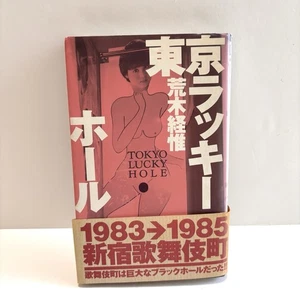 東京ラッキーホール
荒木経惟
TOKYO
LUCKY
HOLE
1983→1985
新宿歌舞伎町
歌舞伎町は巨大なブラックホールだった!